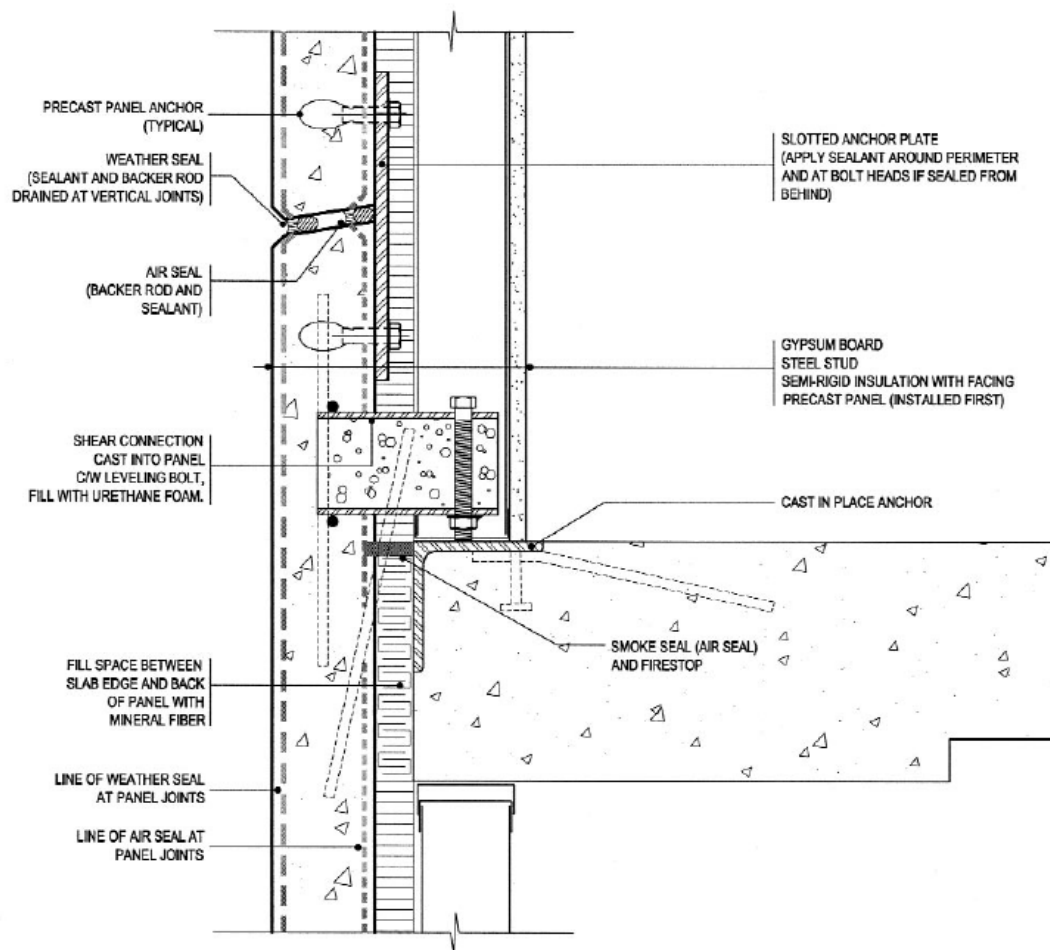 PRECAST PANEL ANCHOR
(TYPICAL)
WEATHER SEAL
(SEALANT AND BACKER ROD
DRAINED AT VERTICAL JOINTS)
AIR SEAL
(BACKER ROD AND
SEALANT)
SHEAR CONNECTION
CAST INTO PANEL
C/W LEVELING BOLT,
FILL WITH URETHANE FOAM.
FILL SPACE BETWEEN
SLAB EDGE AND BACK
OF PANEL WITH
MINERAL FIBER
LINE OF WEATHER SEAL
AT PANEL JOINTS
LINE OF AIR SEAL AT
PANEL JOINTS
SLOTTED ANCHOR PLATE
(APPLY SEALANT AROUND PERIMETER
AND AT BOLT HEADS IF SEALED FROM
BEHIND)
GYPSUM BOARD
STEEL STUD
SEMI-RIGID INSULATION WITH FACING
PRECAST PANEL (INSTALLED FIRST)
CAST IN PLACE ANCHOR
SMOKE SEAL (AIR SEAL)
AND FIRESTOP